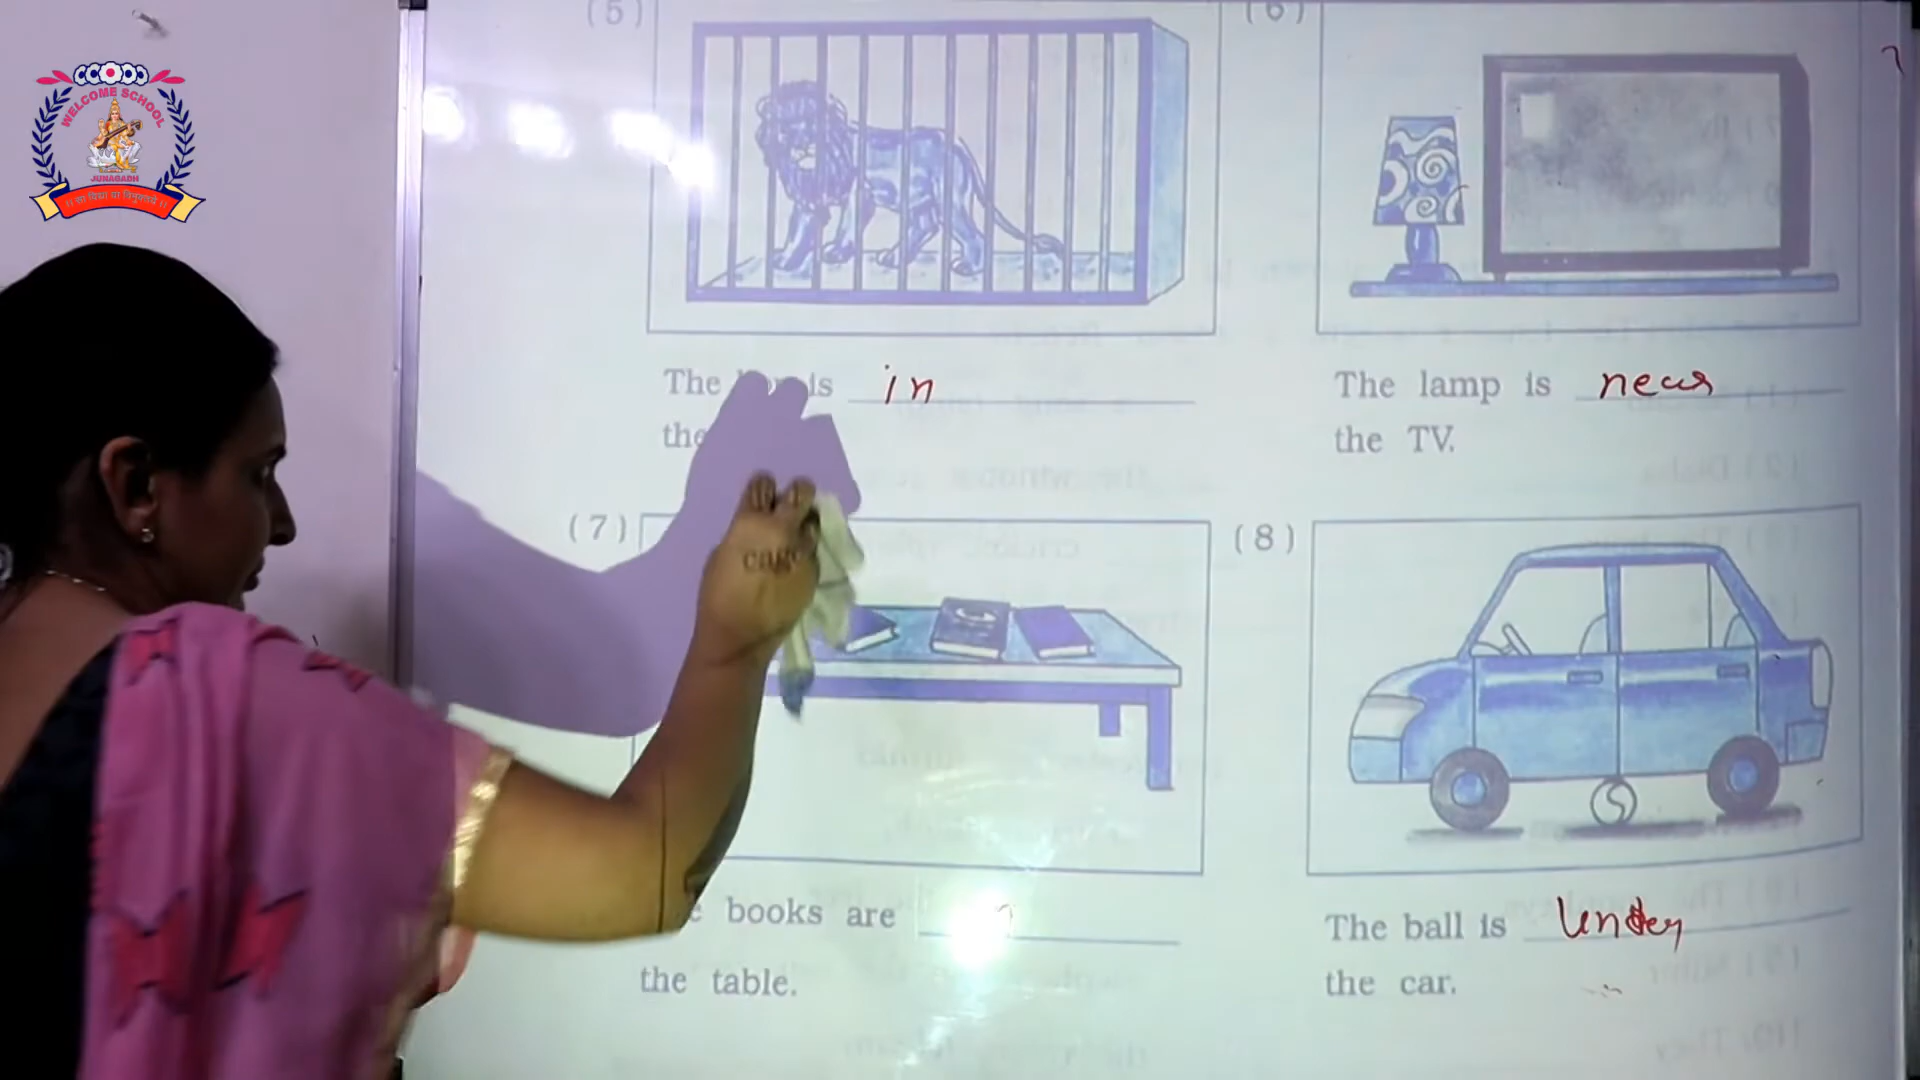 WELCOME SCHOOL
JUNAGADH
(5)
(6)
The is in
the
cage
The lamp is near
the TV.
(7)
(8)
books are
the table.
The ball is under
the car.